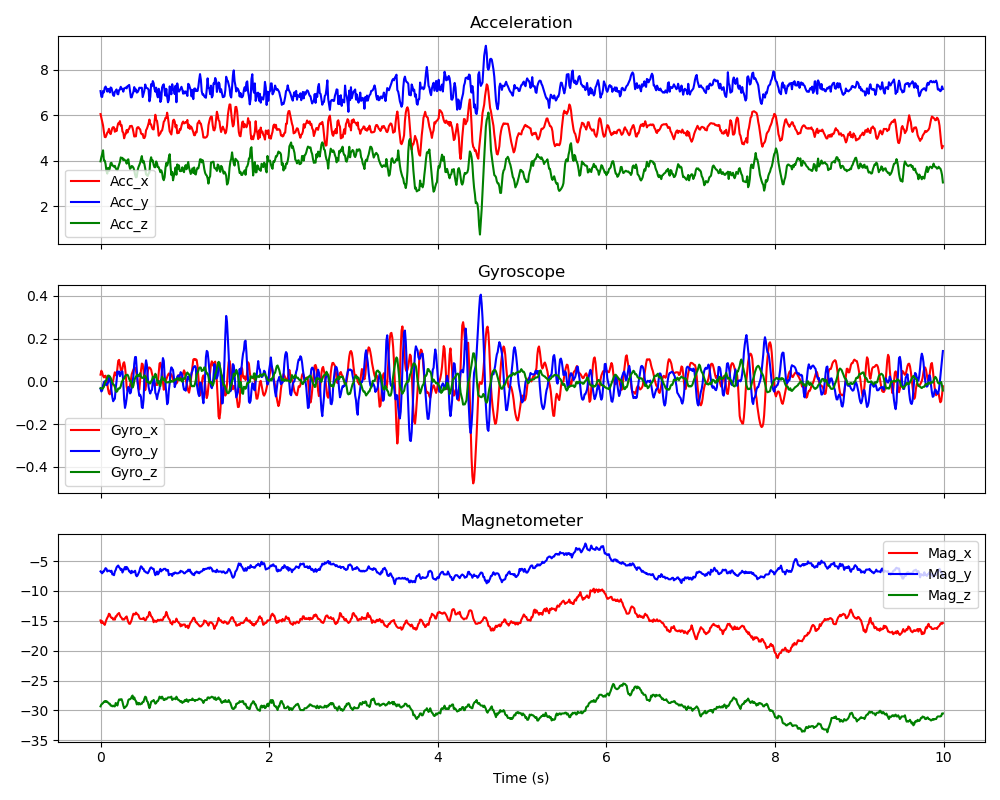 Acceleration
8
6
4
2
Acc_x
Acc_y
Acc_z
Gyroscope
0.4
0.2
0.0
−0.2
−0.4
Gyro_x
Gyro_y
Gyro_z
Magnetometer
−5
−10
−15
−20
−25
−30
−35
Mag_x
Mag_y
Mag_z
0 2 4 6 8 10
Time (s)